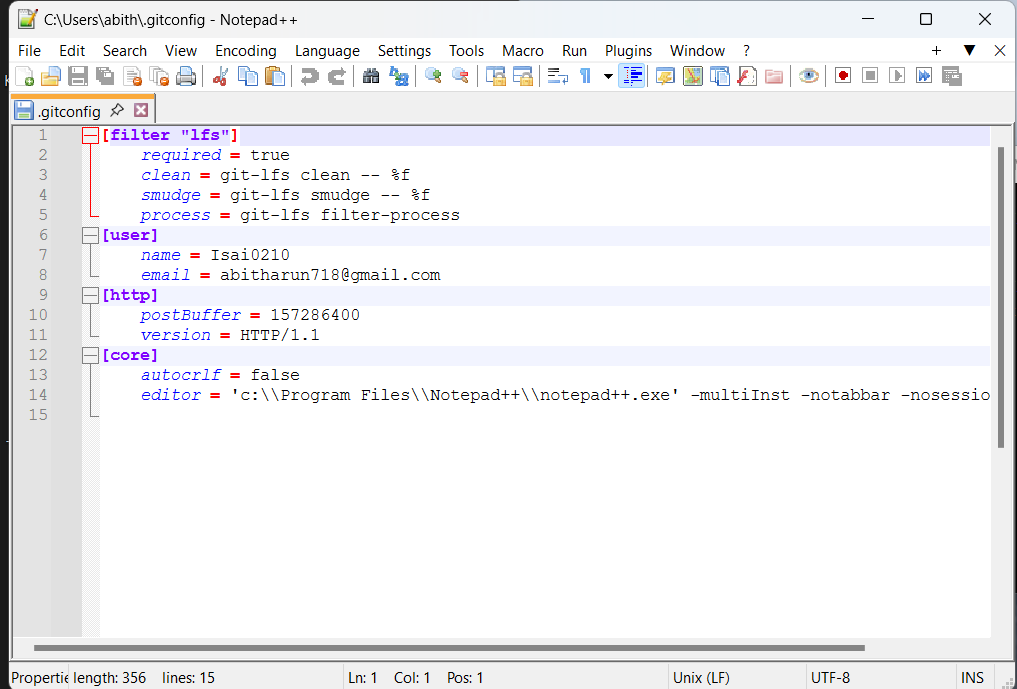 C:\Users\abith\.gitconfig - Notepad++
File Edit Search View Encoding Language Settings Tools Macro Run Plugins Window ? + ▼ X
.gitconfig
1 [filter "lfs"]
2 required = true
3 clean = git-lfs clean -- %f
4 smudge = git-lfs smudge -- %f
5 process = git-lfs filter-process
6 [user]
7 name = Isai0210
8 email = abitharun718@gmail.com
9 [http]
10 postBuffer = 157286400
11 version = HTTP/1.1
12 [core]
13 autocrlf = false
14 editor = 'c:\\Program Files\\Notepad++\\notepad++.exe' -multiInst -notabbar -nosessio
15
Propertie length: 356 lines: 15 Ln: 1 Col: 1 Pos: 1 Unix (LF) UTF-8 INS